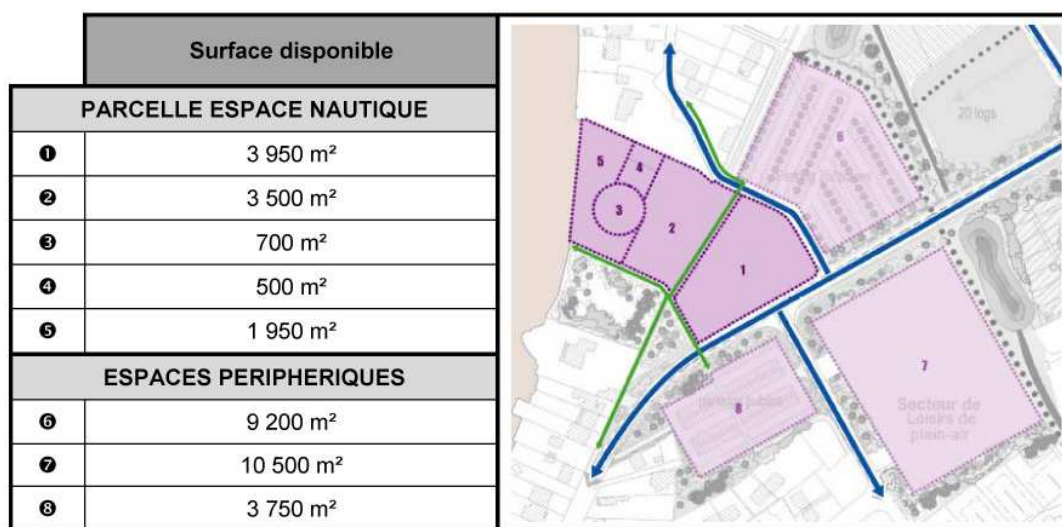 Surface disponible
PARCELLE ESPACE NAUTIQUE
❶ 3 950 m²
❷ 3 500 m²
❸ 700 m²
❹ 500 m²
❺ 1 950 m²
ESPACES PERIPHERIQUES
❻ 9 200 m²
❼ 10 500 m²
❽ 3 750 m²
20 logs
6
5
4
3
2
1
7
8
Secteur de
Loisirs de
plein-air